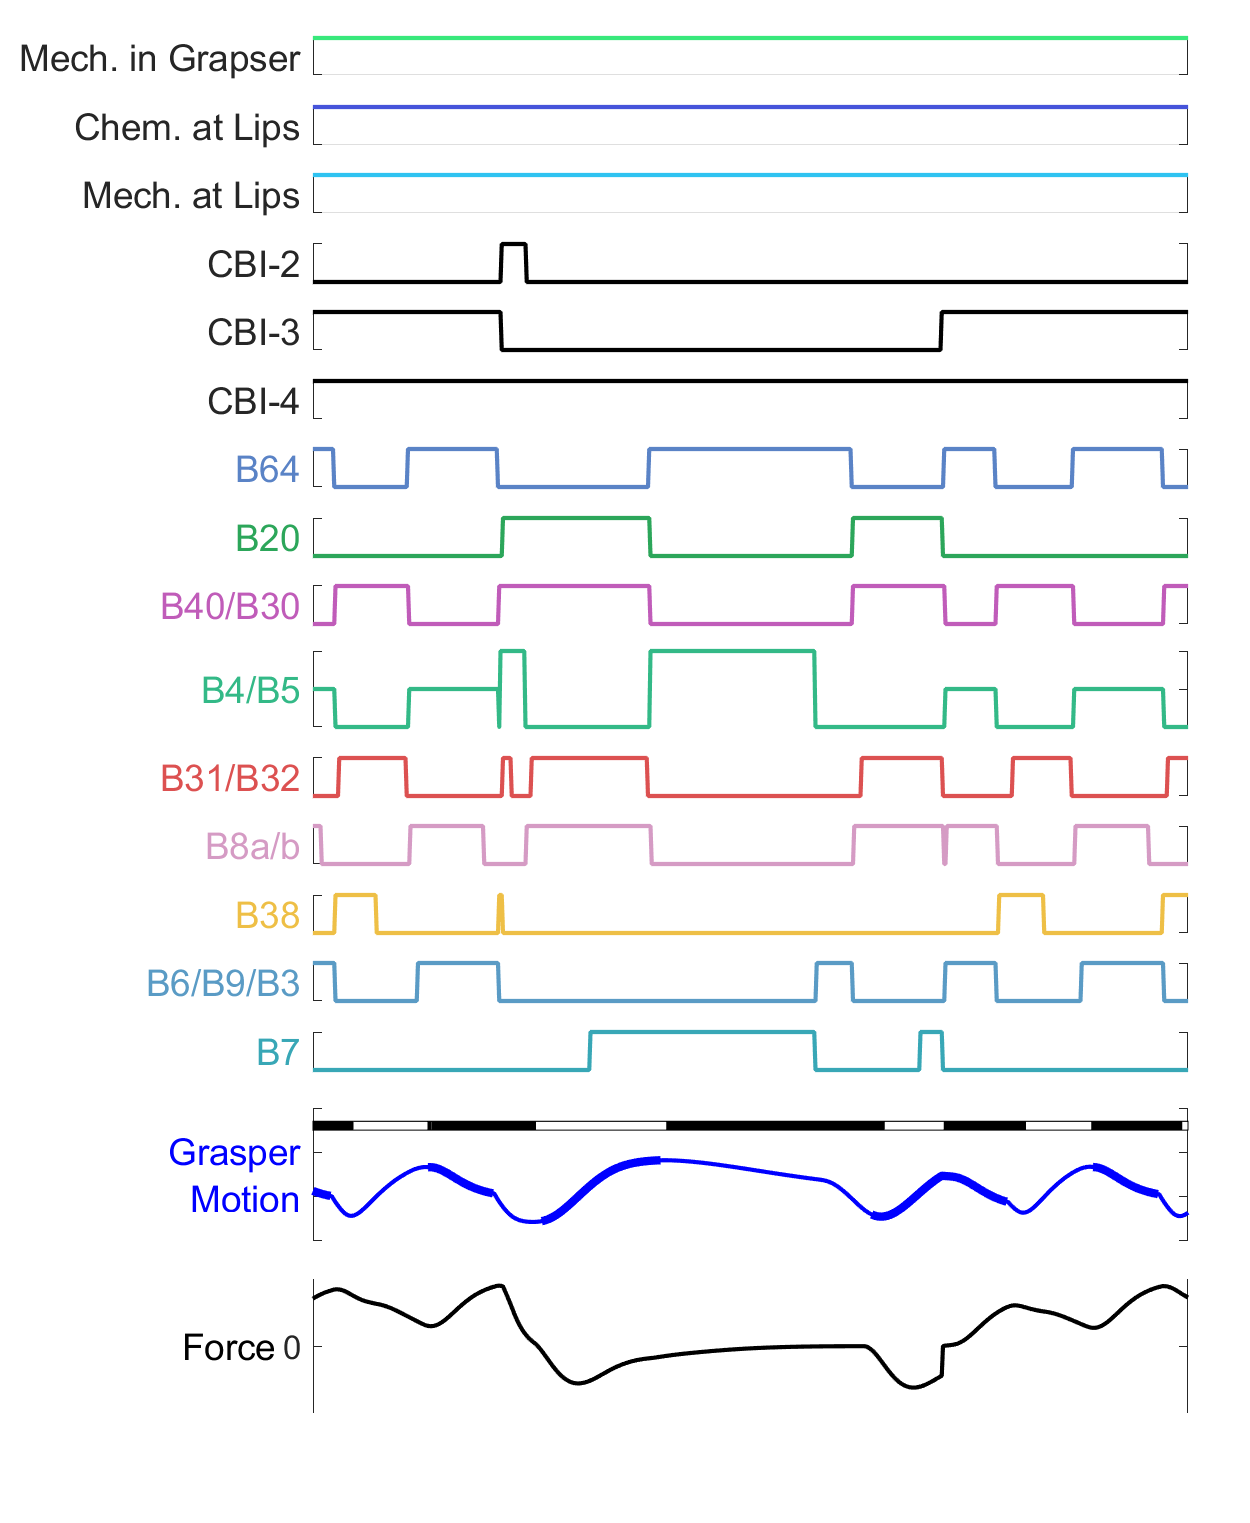 Mech. in Grapser
Chem. at Lips
Mech. at Lips
CBI-2
CBI-3
CBI-4
B64
B20
B40/B30
B4/B5
B31/B32
B8a/b
B38
B6/B9/B3
B7
Grasper
Motion
Force 0